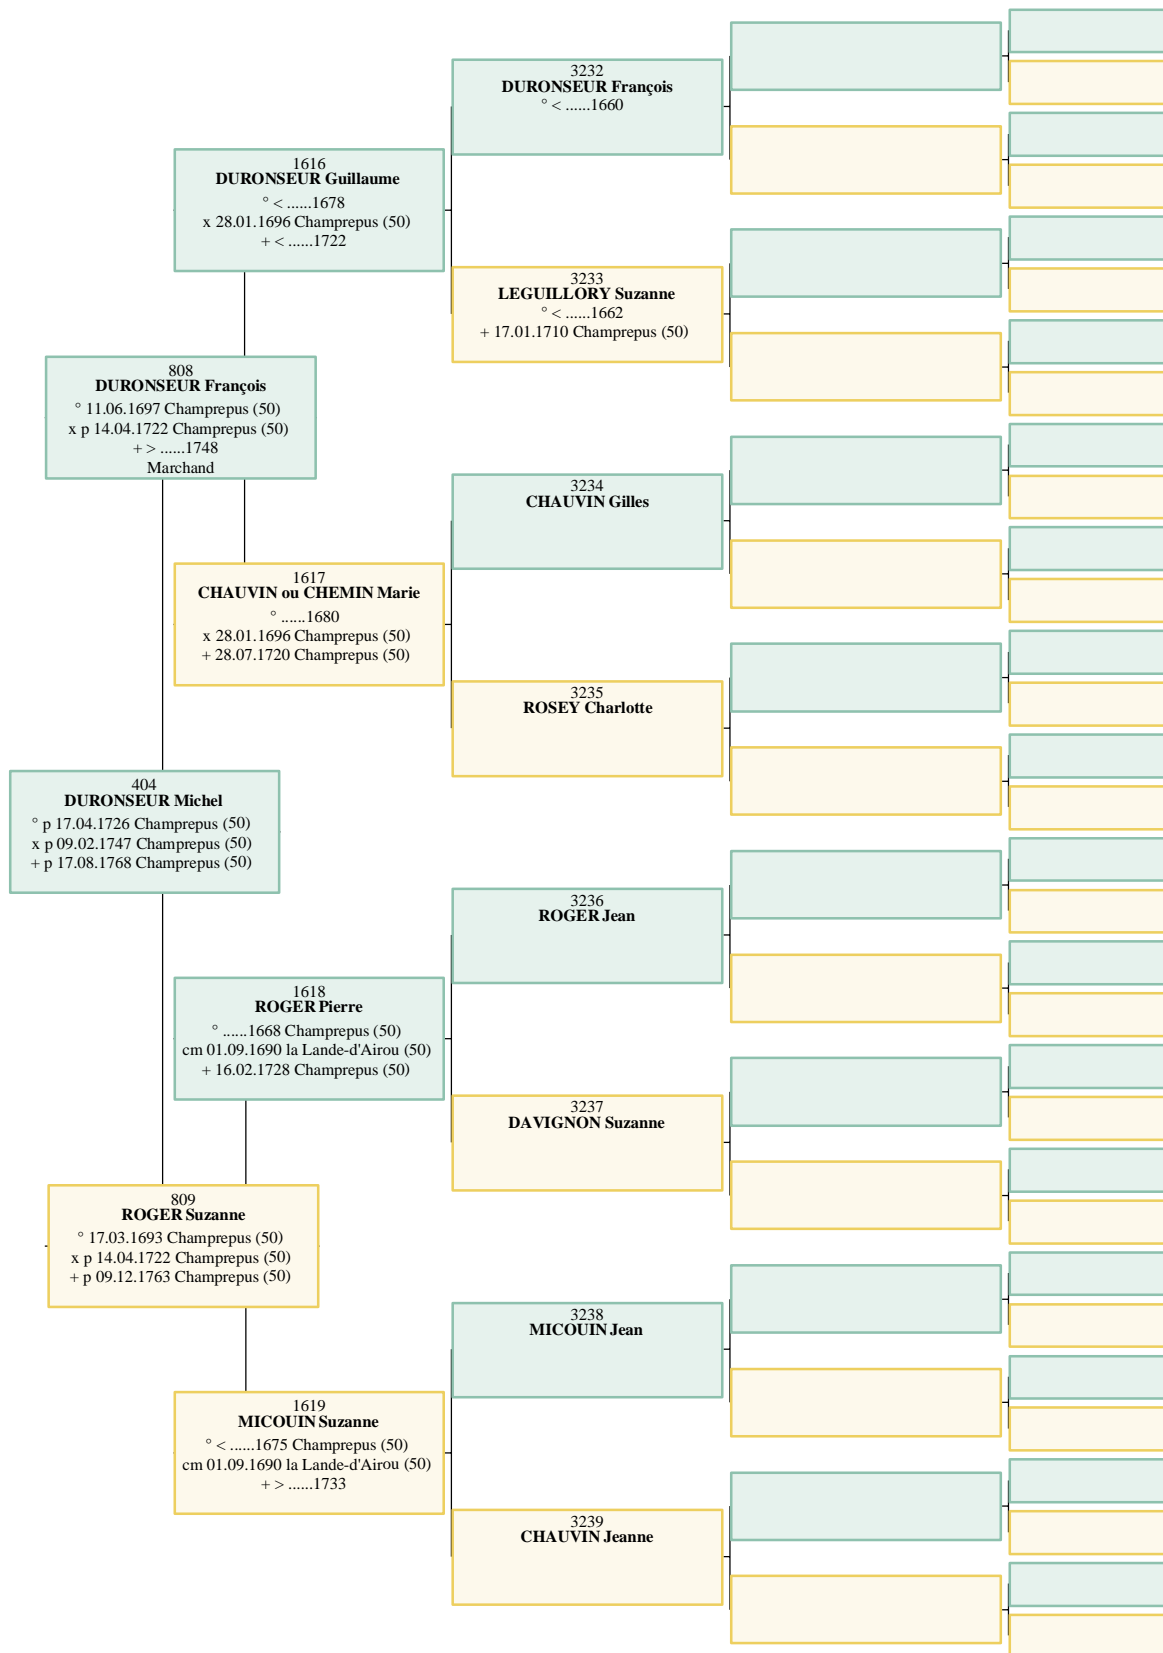 3232
DURONSEUR François
° < ......1660
1616
DURONSEUR Guillaume
° < ......1678
x 28.01.1696 Champrepus (50)
+ < ......1722
3233
LEGUILLORY Suzanne
° < ......1662
+ 17.01.1710 Champrepus (50)
808
DURONSEUR François
° 11.06.1697 Champrepus (50)
x p 14.04.1722 Champrepus (50)
+ > ......1748
Marchand
3234
CHAUVIN Gilles
1617
CHAUVIN ou CHEMIN Marie
° ......1680
x 28.01.1696 Champrepus (50)
+ 28.07.1720 Champrepus (50)
3235
ROSEY Charlotte
404
DURONSEUR Michel
° p 17.04.1726 Champrepus (50)
x p 09.02.1747 Champrepus (50)
+ p 17.08.1768 Champrepus (50)
3236
ROGER Jean
1618
ROGER Pierre
° ......1668 Champrepus (50)
cm 01.09.1690 la Lande-d'Airou (50)
+ 16.02.1728 Champrepus (50)
3237
DAVIGNON Suzanne
809
ROGER Suzanne
° 17.03.1693 Champrepus (50)
x p 14.04.1722 Champrepus (50)
+ p 09.12.1763 Champrepus (50)
3238
MICOUIN Jean
1619
MICOUIN Suzanne
° < ......1675 Champrepus (50)
cm 01.09.1690 la Lande-d'Airou (50)
+ > ......1733
3239
CHAUVIN Jeanne